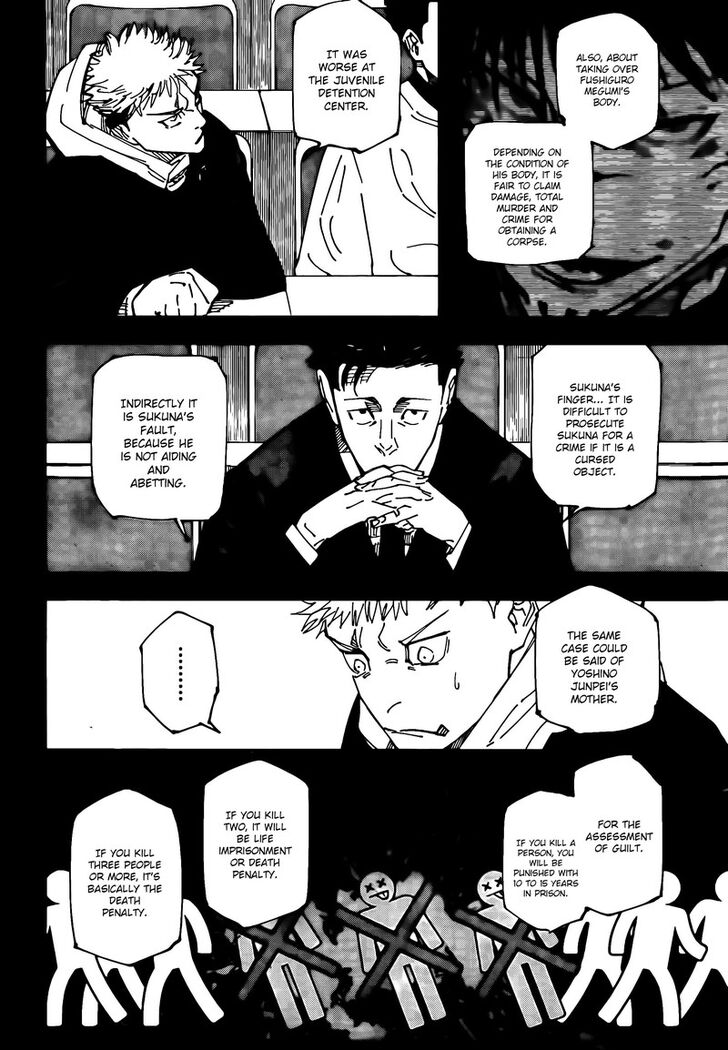 ALSO, ABOUT
TAKING OVER
FUSHIGURO
MEGUMI'S
BODY.
DEPENDING ON
THE CONDITION OF
HIS BODY, IT IS
FAIR TO CLAIM
DAMAGE, TOTAL
MURDER AND
CRIME FOR
OBTAINING A
CORPSE.
IT WAS
WORSE AT
THE JUVENILE
DETENTION
CENTER.
SUKUNA'S
FINGER... IT IS
DIFFICULT TO
PROSECUTE
SUKUNA FOR A
CRIME IF IT IS A
CURSED
OBJECT.
INDIRECTLY IT
IS SUKUNA'S
FAULT,
BECAUSE HE
IS NOT AIDING
AND
ABETTING.
THE SAME
CASE COULD
BE SAID OF
YOSHINO
JUNPEI'S
MOTHER.
........
FOR THE
ASSESSMENT
OF GUILT.
IF YOU KILL A
PERSON, YOU WILL
BE PUNISHED WITH
10 TO 15 YEARS
IN PRISON.
IF YOU KILL
TWO, IT WILL
BE LIFE
IMPRISONMENT
OR DEATH
PENALTY.
IF YOU KILL
THREE PEOPLE
OR MORE, IT'S
BASICALLY THE
DEATH
PENALTY.